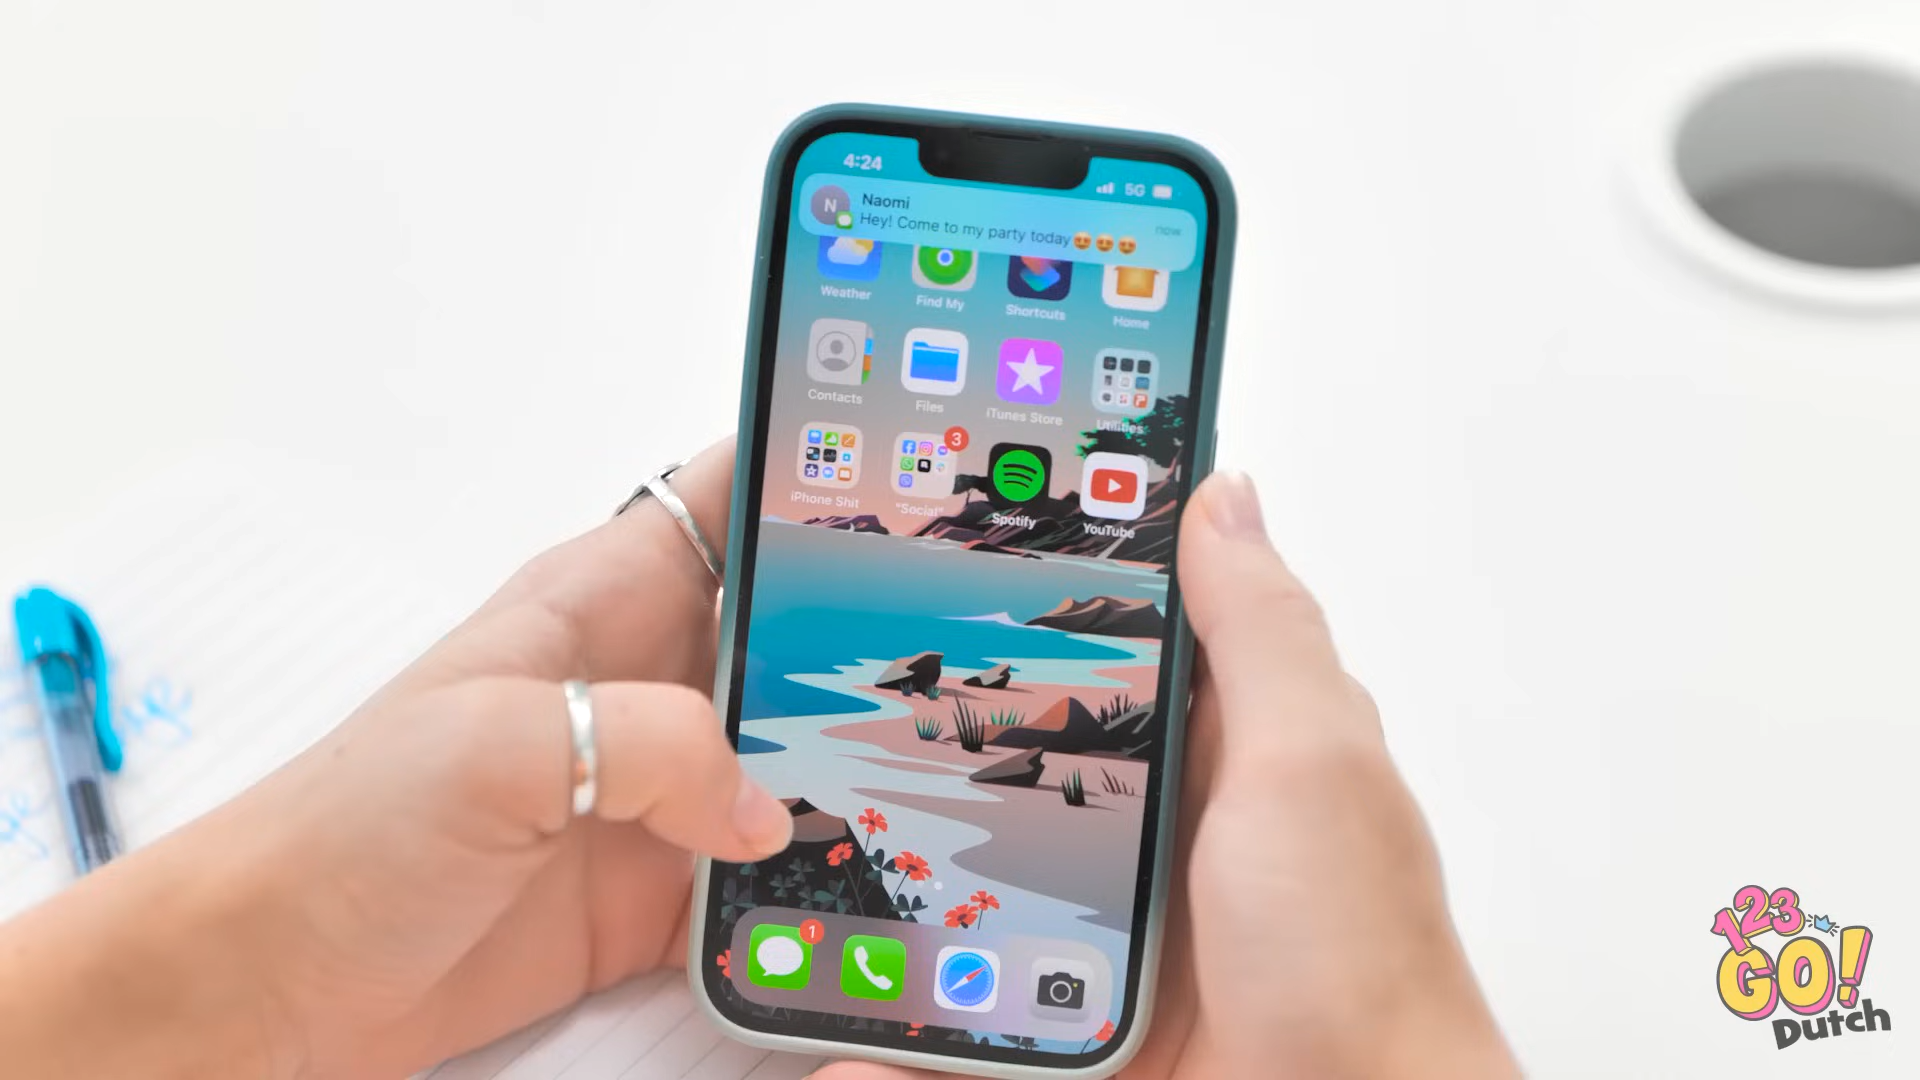 4:24
5G
N
Naomi
now
Hey! Come to my party today😍😍😍
Weather
Find My
Shortcuts
Home
Contacts
Files
iTunes Store
Utilities
3
iPhone Shit
"Social"
Spotify
YouTube
1
123
GO!
Dutch